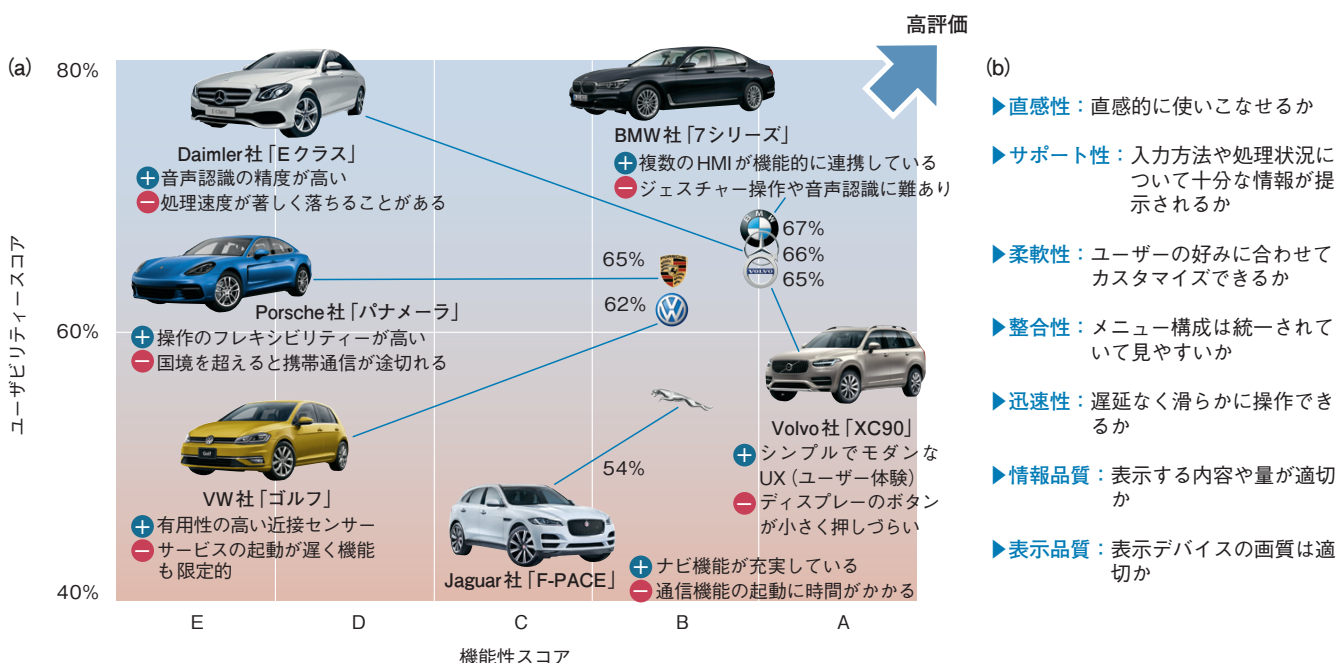 高評価
(a)
80%
60%
40%
ユーザビリティースコア
Daimler社「Eクラス」
+音声認識の精度が高い
−処理速度が著しく落ちることがある
BMW社「7シリーズ」
+複数のHMIが機能的に連携している
−ジェスチャー操作や音声認識に難あり
BMW
67%
66%
VOLVO
65%
65%
62%
Porsche社「パナメーラ」
+操作のフレキシビリティーが高い
−国境を超えると携帯通信が途切れる
VW社「ゴルフ」
+有用性の高い近接センサー
−サービスの起動が遅く機能
も限定的
54%
Jaguar社「F-PACE」
+ナビ機能が充実している
−通信機能の起動に時間がかかる
Volvo社「XC90」
+シンプルでモダンな
UX(ユーザー体験)
−ディスプレーのボタン
が小さく押しづらい
E
D
C
B
A
機能性スコア
(b)
▶直感性:直感的に使いこなせるか
▶サポート性:入力方法や処理状況に
ついて十分な情報が提
示されるか
▶柔軟性:ユーザーの好みに合わせて
カスタマイズできるか
▶整合性:メニュー構成は統一されて
いて見やすいか
▶迅速性:遅延なく滑らかに操作でき
るか
▶情報品質:表示する内容や量が適切
か
▶表示品質:表示デバイスの画質は適
切か